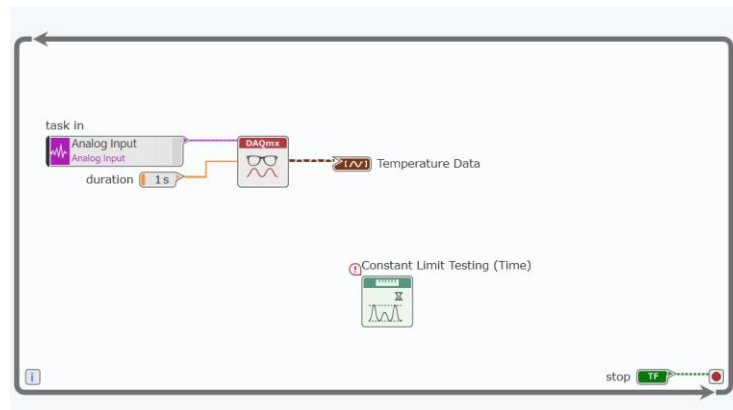 task in
Analog Input
Analog Input
DAQmx
duration
1 s
Temperature Data
Constant Limit Testing (Time)
i
stop
TF